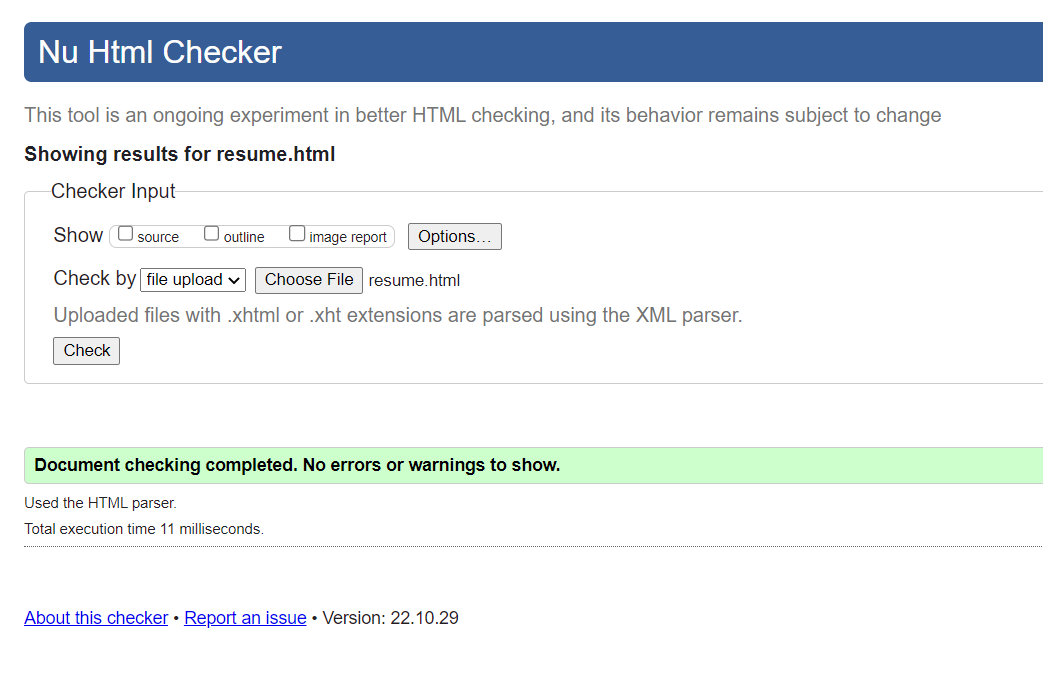 Nu Html Checker
This tool is an ongoing experiment in better HTML checking, and its behavior remains subject to change
Showing results for resume.html
Checker Input
Show source outline image report Options...
Check by file upload Choose File resume.html
Uploaded files with .xhtml or .xht extensions are parsed using the XML parser.
Check
Document checking completed. No errors or warnings to show.
Used the HTML parser.
Total execution time 11 milliseconds.
About this checker • Report an issue • Version: 22.10.29